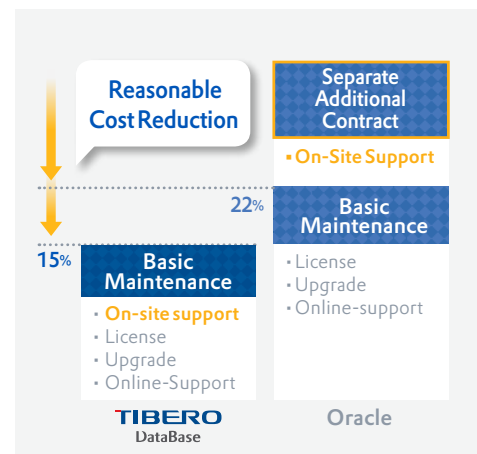 Reasonable
Cost Reduction
Separate
Additional
Contract
▪ On-Site Support
22%
Basic
Maintenance
· License
· Upgrade
· Online-support
15%
Basic
Maintenance
· On-site support
· License
· Upgrade
· Online-Support
TIBERO
DataBase
Oracle